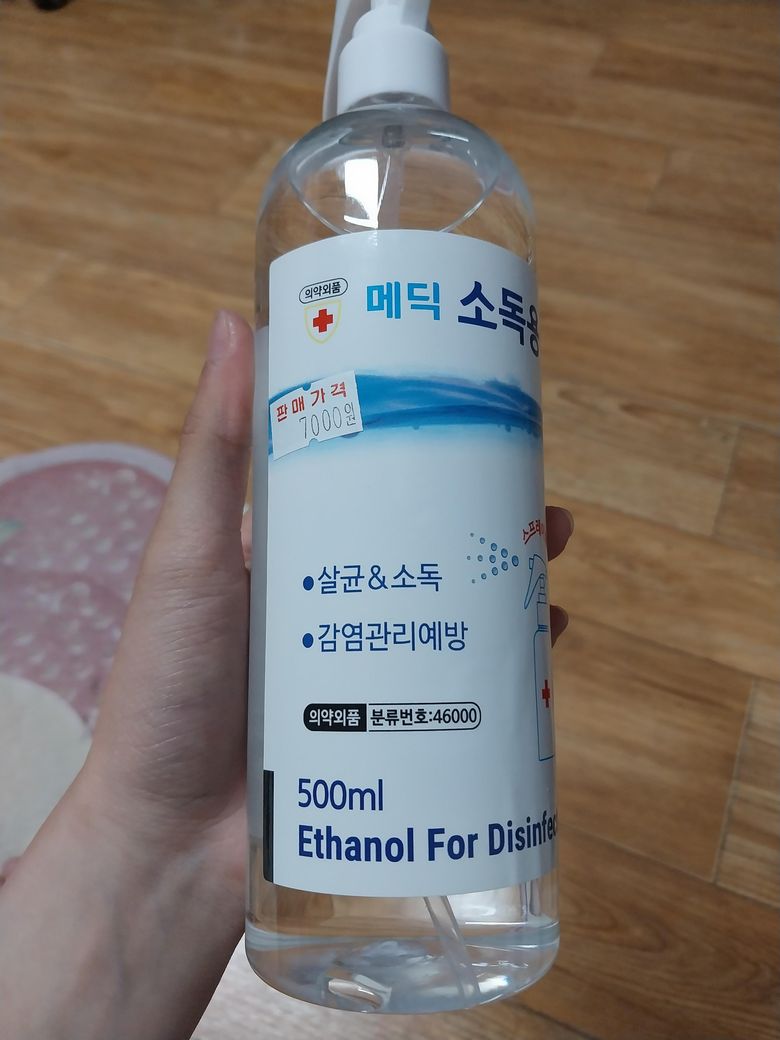 의약외품
메딕 소독용
판매가격
7000원
살균&소독
감염관리예방
의약외품 분류번호:46000
500ml
Ethanol For Disinfec